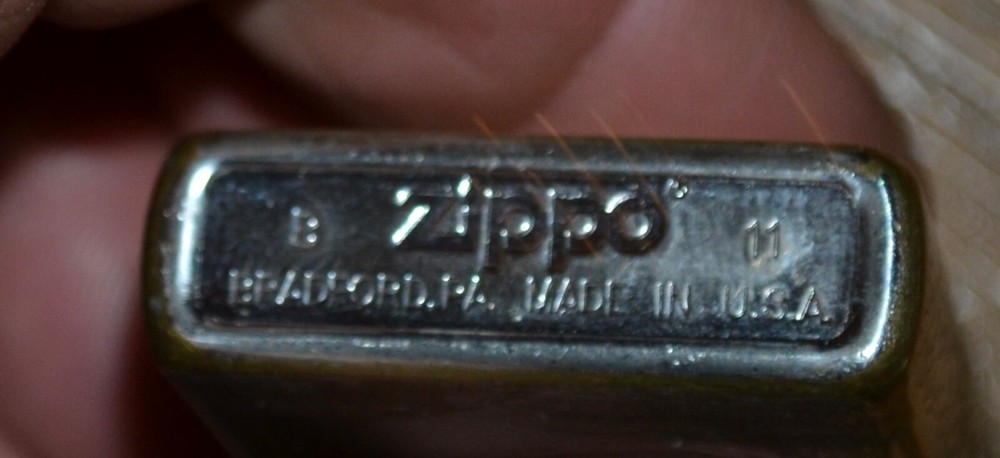 B Zippo® 11
BRADFORD, PA. MADE IN U.S.A.